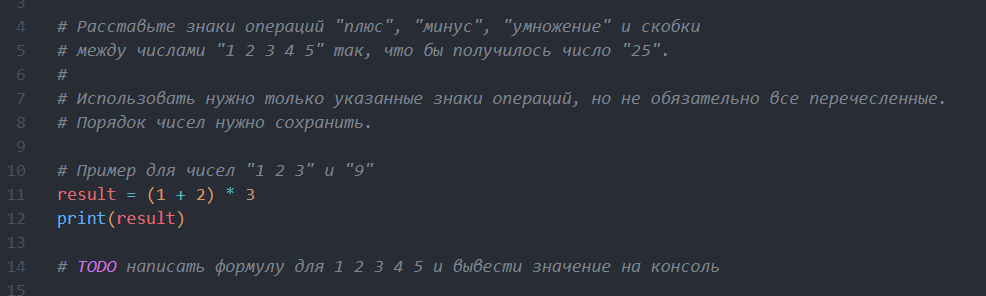 3
4 # Расставьте знаки операций "плюс", "минус", "умножение" и скобки
5 # между числами "1 2 3 4 5" так, что бы получилось число "25".
6 #
7 # Использовать нужно только указанные знаки операций, но не обязательно все перечесленные.
8 # Порядок чисел нужно сохранить.
9
10 # Пример для чисел "1 2 3" и "9"
11 result = (1 + 2) * 3
12 print(result)
13
14 # TODO написать формулу для 1 2 3 4 5 и вывести значение на консоль
15